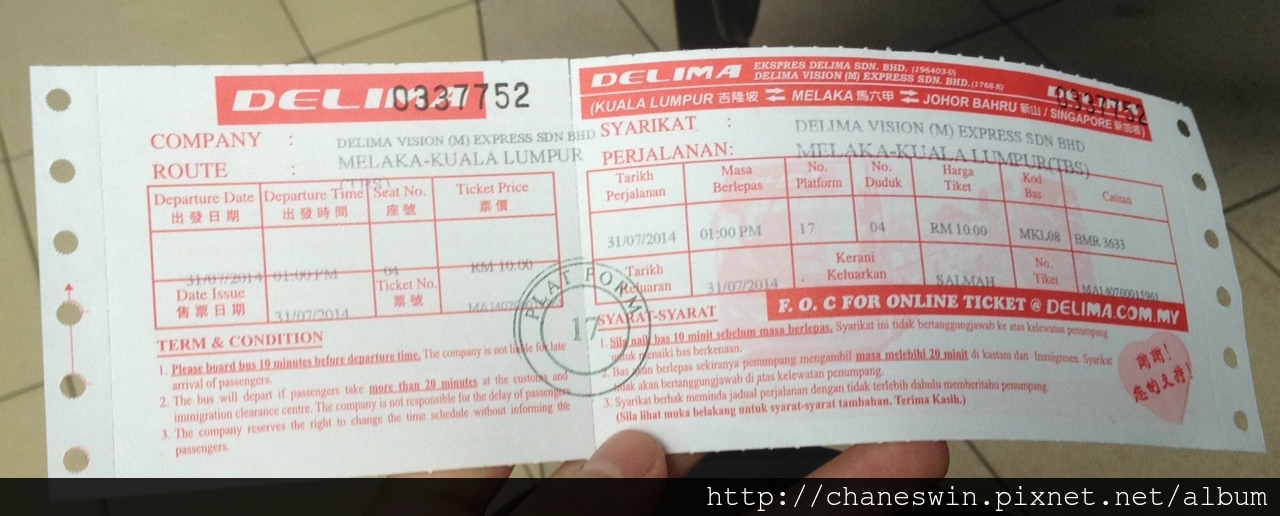 DELIMA
0337752
COMPANY : DELIMA VISION (M) EXPRESS SDN BHD
ROUTE : MELAKA-KUALA LUMPUR
(TBS)
Departure Date Departure Time Seat No. Ticket Price
出發日期 出發時間 座號 票價
31/07/2014 01:00 PM 04 RM 10.00
Date Issue Ticket No.
售票日期 31/07/2014 票號
TERM & CONDITION
1. Please board bus 10 minutes before departure time. The company is not liable for late
arrival of passengers.
2. The bus will depart if passengers take more than 20 minutes at the customs and
immigration clearance centre. The company is not responsible for the delay of passengers
3. The company reserves the right to change the time schedule without informing the
passengers.
PLATFORM
17
DELIMA EKSPRES DELIMA SDN. BHD. (196403-D)
DELIMA VISION (M) EXPRESS SDN. BHD. (1768-K)
(KUALA LUMPUR 吉隆坡 ⇄ MELAKA 馬六甲 ⇄ JOHOR BAHRU 新山 / SINGAPORE 新加坡)
0337752
SYARIKAT : DELIMA VISION (M) EXPRESS SDN BHD
PERJALANAN: MELAKA-KUALA LUMPUR(TBS)
Tarikh Masa No. No. Harga Kod Catitan
Perjalanan Berlepas Platform Duduk Tiket Bas
31/07/2014 01:00 PM 17 04 RM 10.00 MKL08 BMR 3633
Tarikh Kerani No.
Keluaran 31/07/2014 Keluarkan SALMAH Tiket
F. O. C FOR ONLINE TICKET @ DELIMA.COM.MY
SYARAT-SYARAT
1. Sila naik bas 10 minit sebelum masa berlepas. Syarikat ini tidak bertanggungjawab ke atas kelewatan penumpang
untuk menaiki bas berkenaan.
2. Bas akan berlepas sekiranya penumpang mengambil masa melebihi 20 minit di kastam dan Immigresen. Syarikat
tidak akan bertanggungjawab di atas kelewatan penumpang.
3. Syarikat berhak meminda jadual perjalanan dengan tidak terlebih dahulu memberitahu penumpang.
(Sila lihat muka belakang untuk syarat-syarat tambahan. Terima Kasih.)
謝謝!
您的支持!
http://chaneswin.pixnet.net/album